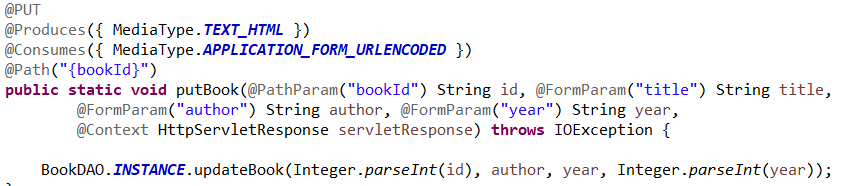 @PUT
@Produces({ MediaType.TEXT_HTML })
@Consumes({ MediaType.APPLICATION_FORM_URLENCODED })
@Path("{bookId}")
public static void putBook(@PathParam("bookId") String id, @FormParam("title") String title,
@FormParam("author") String author, @FormParam("year") String year,
@Context HttpServletResponse servletResponse) throws IOException {
BookDAO.INSTANCE.updateBook(Integer.parseInt(id), author, year, Integer.parseInt(year));